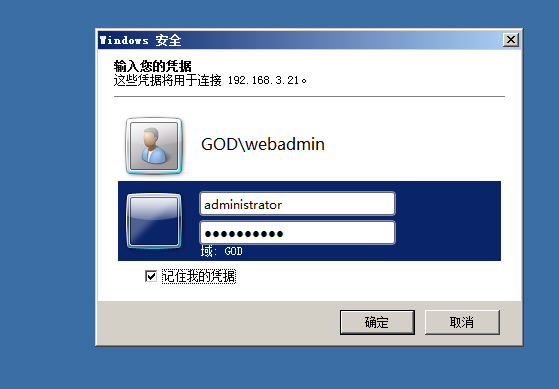 Windows 安全
输入您的凭据
这些凭据将用于连接 192.168.3.21。
GOD\webadmin
administrator
●●●●●●●●●●
域: GOD
记住我的凭据
确定
取消